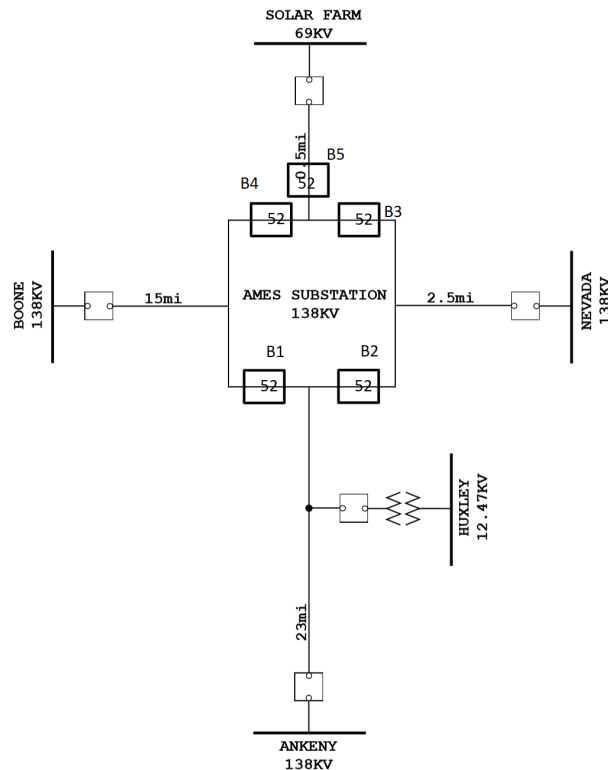 SOLAR FARM
69KV
0.5mi
B5
52
B4
52
52
B3
BOONE
138KV
15mi
AMES SUBSTATION
138KV
2.5mi
NEVADA
138KV
B1
B2
52
52
HUXLEY
12.47KV
23mi
ANKENY
138KV